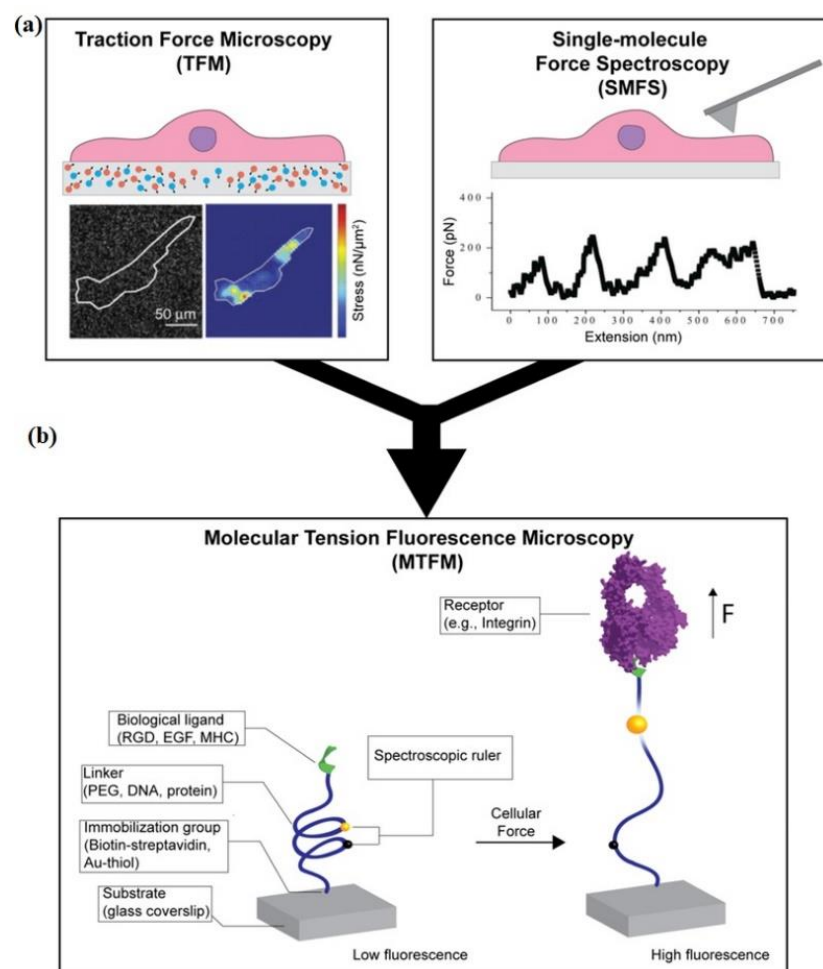 (a)
Traction Force Microscopy
(TFM)
50 µm
Stress (nN/µm²)
Single-molecule
Force Spectroscopy
(SMFS)
Force (pN)
400
200
0
0
100
200
300
400
500
600
700
Extension (nm)
(b)
Molecular Tension Fluorescence Microscopy
(MTFM)
Receptor
(e.g., Integrin)
F
Biological ligand
(RGD, EGF, MHC)
Spectroscopic ruler
Linker
(PEG, DNA, protein)
Cellular
Force
Immobilization group
(Biotin-streptavidin,
Au-thiol)
Substrate
(glass coverslip)
Low fluorescence
High fluorescence